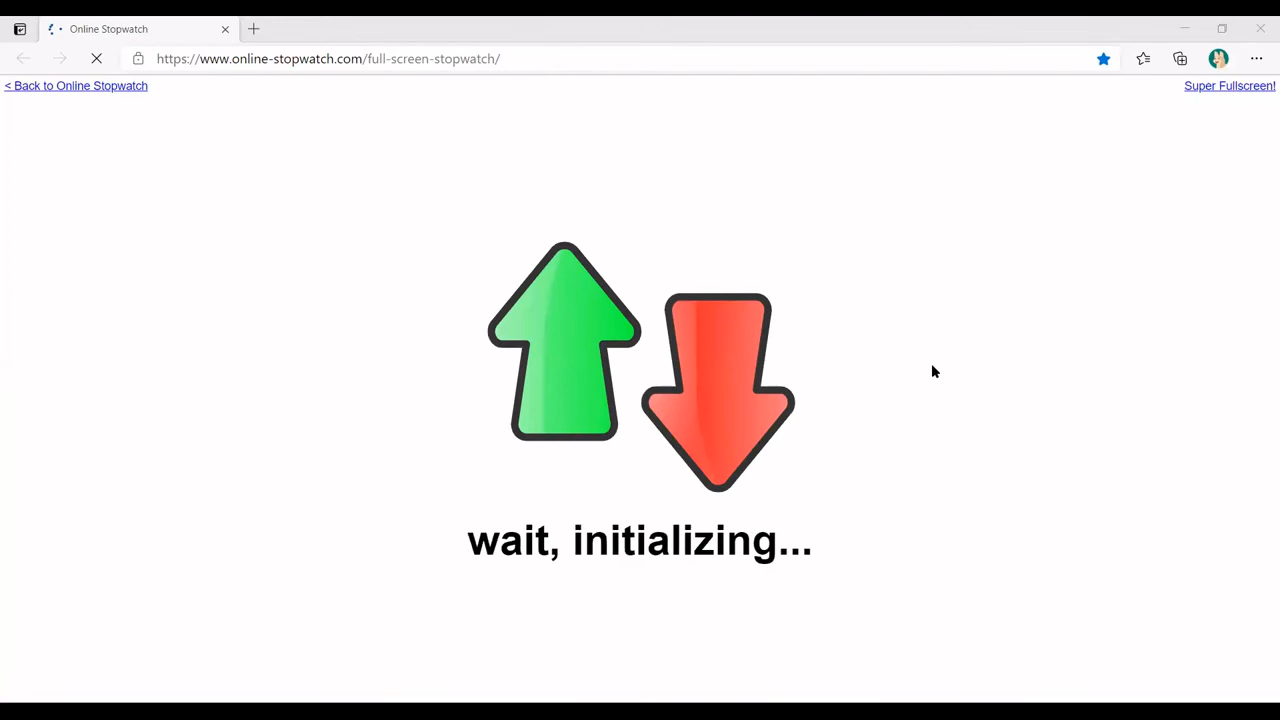 Online Stopwatch
https://www.online-stopwatch.com/full-screen-stopwatch/
< Back to Online Stopwatch
Super Fullscreen!
wait, initializing...